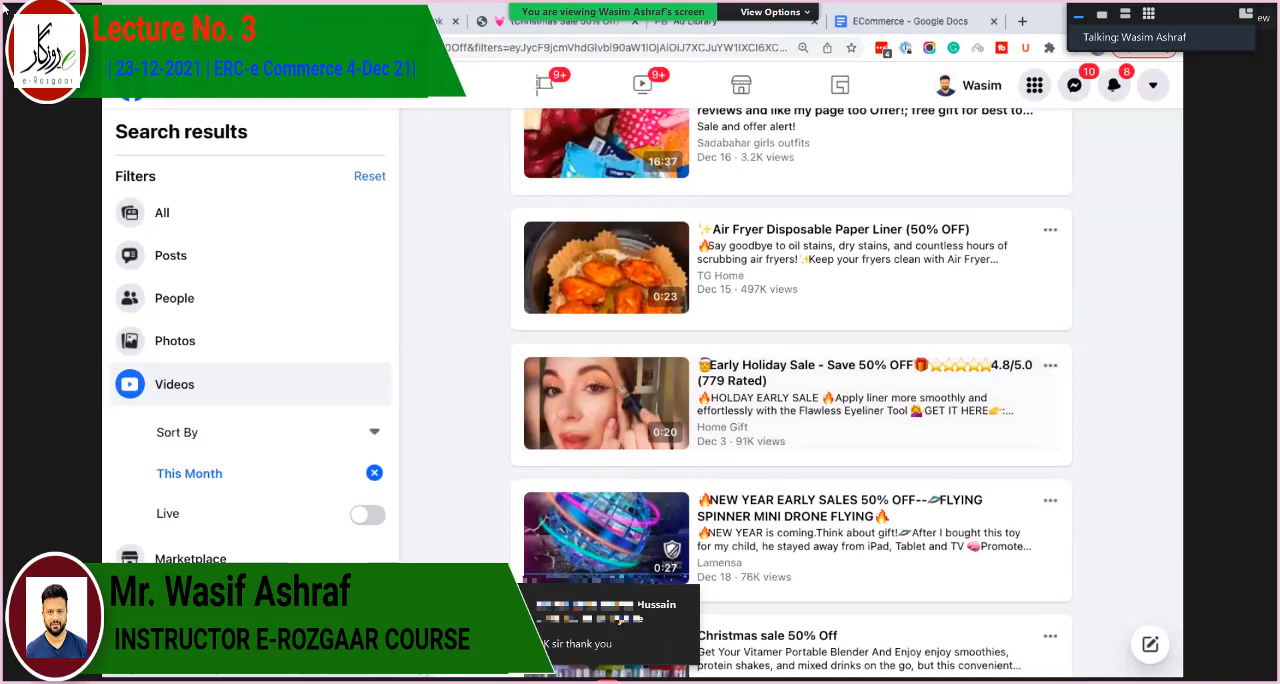 Lecture No. 3
| 23-12-2021 | ERC-e Commerce 4-Dec 21|
e-Rozgaar
You are viewing Wasim Ashraf's screen
View Options
ECommerce - Google Docs
Talking: Wasim Ashraf
Wasim
9+
9+
10
8
Search results
Filters
Reset
All
Posts
People
Photos
Videos
Sort By
This Month
Live
Marketplace
reviews and like my page too Offer!; free gift for best to...
Sale and offer alert!
Sadabahar girls outfits
Dec 16 · 3.2K views
16:37
✨Air Fryer Disposable Paper Liner (50% OFF)
🔥Say goodbye to oil stains, dry stains, and countless hours of
scrubbing air fryers!✨Keep your fryers clean with Air Fryer...
TG Home
Dec 15 · 497K views
0:23
🎅Early Holiday Sale - Save 50% OFF🎁⭐⭐⭐⭐⭐4.8/5.0
(779 Rated)
🔥HOLDAY EARLY SALE 🔥Apply liner more smoothly and
effortlessly with the Flawless Eyeliner Tool 💁‍♀️GET IT HERE👉:...
Home Gift
Dec 3 · 91K views
0:20
🔥NEW YEAR EARLY SALES 50% OFF--🪐FLYING
SPINNER MINI DRONE FLYING🔥
🔥NEW YEAR is coming.Think about gift!🪐After I bought this toy
for my child, he stayed away from iPad, Tablet and TV 🧠Promote...
Lamensa
Dec 18 · 76K views
0:27
Christmas sale 50% Off
Get Your Vitamer Portable Blender And Enjoy enjoy smoothies,
protein shakes, and mixed drinks on the go, but this convenient...
Hussain
K sir thank you
Mr. Wasif Ashraf
INSTRUCTOR E-ROZGAAR COURSE